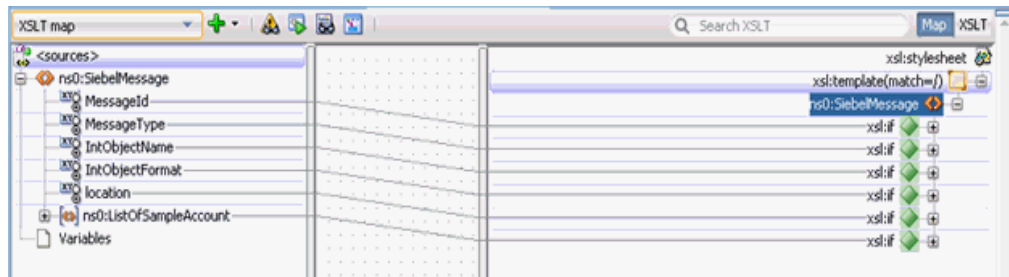 XSLT map
Search XSLT
Map XSLT
<sources>
ns0:SiebelMessage
MessageId
MessageType
IntObjectName
IntObjectFormat
location
ns0:ListOfSampleAccount
Variables
xsl:stylesheet
xsl:template(match=/)
ns0:SiebelMessage
xsl:if
xsl:if
xsl:if
xsl:if
xsl:if
xsl:if